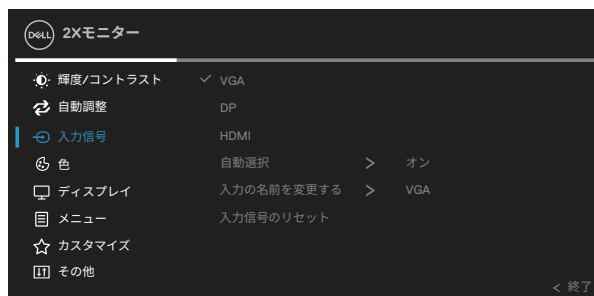 DELL 2Xモニター
輝度/コントラスト ✓ VGA
自動調整 DP
入力信号 HDMI
色 自動選択 > オン
ディスプレイ 入力の名前を変更する > VGA
メニュー 入力信号のリセット
カスタマイズ
その他
< 終了